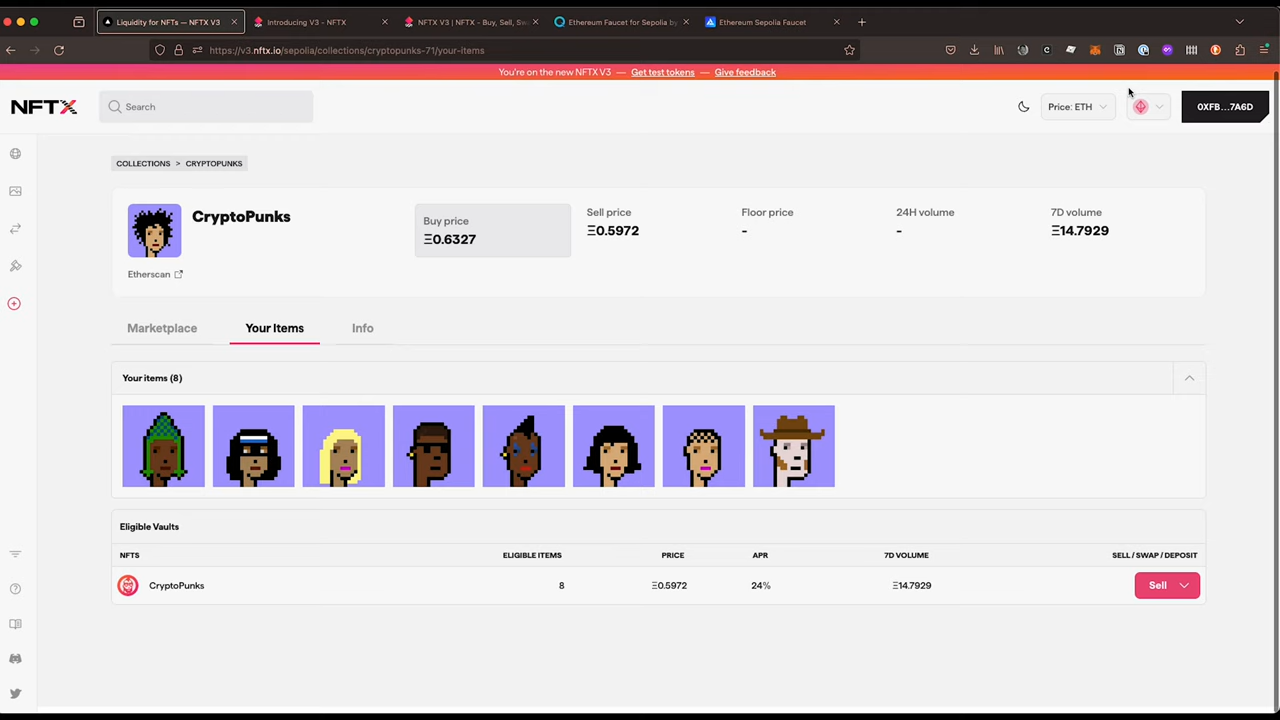 Liquidity for NFTs — NFTX V3
Introducing V3 - NFTX
NFTX V3 | NFTX - Buy, Sell, Swa
Ethereum Faucet for Sepolia by
Ethereum Sepolia Faucet
https://v3.nftx.io/sepolia/collections/cryptopunks-71/your-items
You're on the new NFTX V3 — Get test tokens — Give feedback
NFTX
Search
Price: ETH
0XFB...7A6D
COLLECTIONS > CRYPTOPUNKS
CryptoPunks
Etherscan
Buy price
Ξ0.6327
Sell price
Ξ0.5972
Floor price
-
24H volume
-
7D volume
Ξ14.7929
Marketplace
Your Items
Info
Your items (8)
Eligible Vaults
NFTS ELIGIBLE ITEMS PRICE APR 7D VOLUME SELL / SWAP / DEPOSIT
CryptoPunks 8 Ξ0.5972 24% Ξ14.7929 Sell